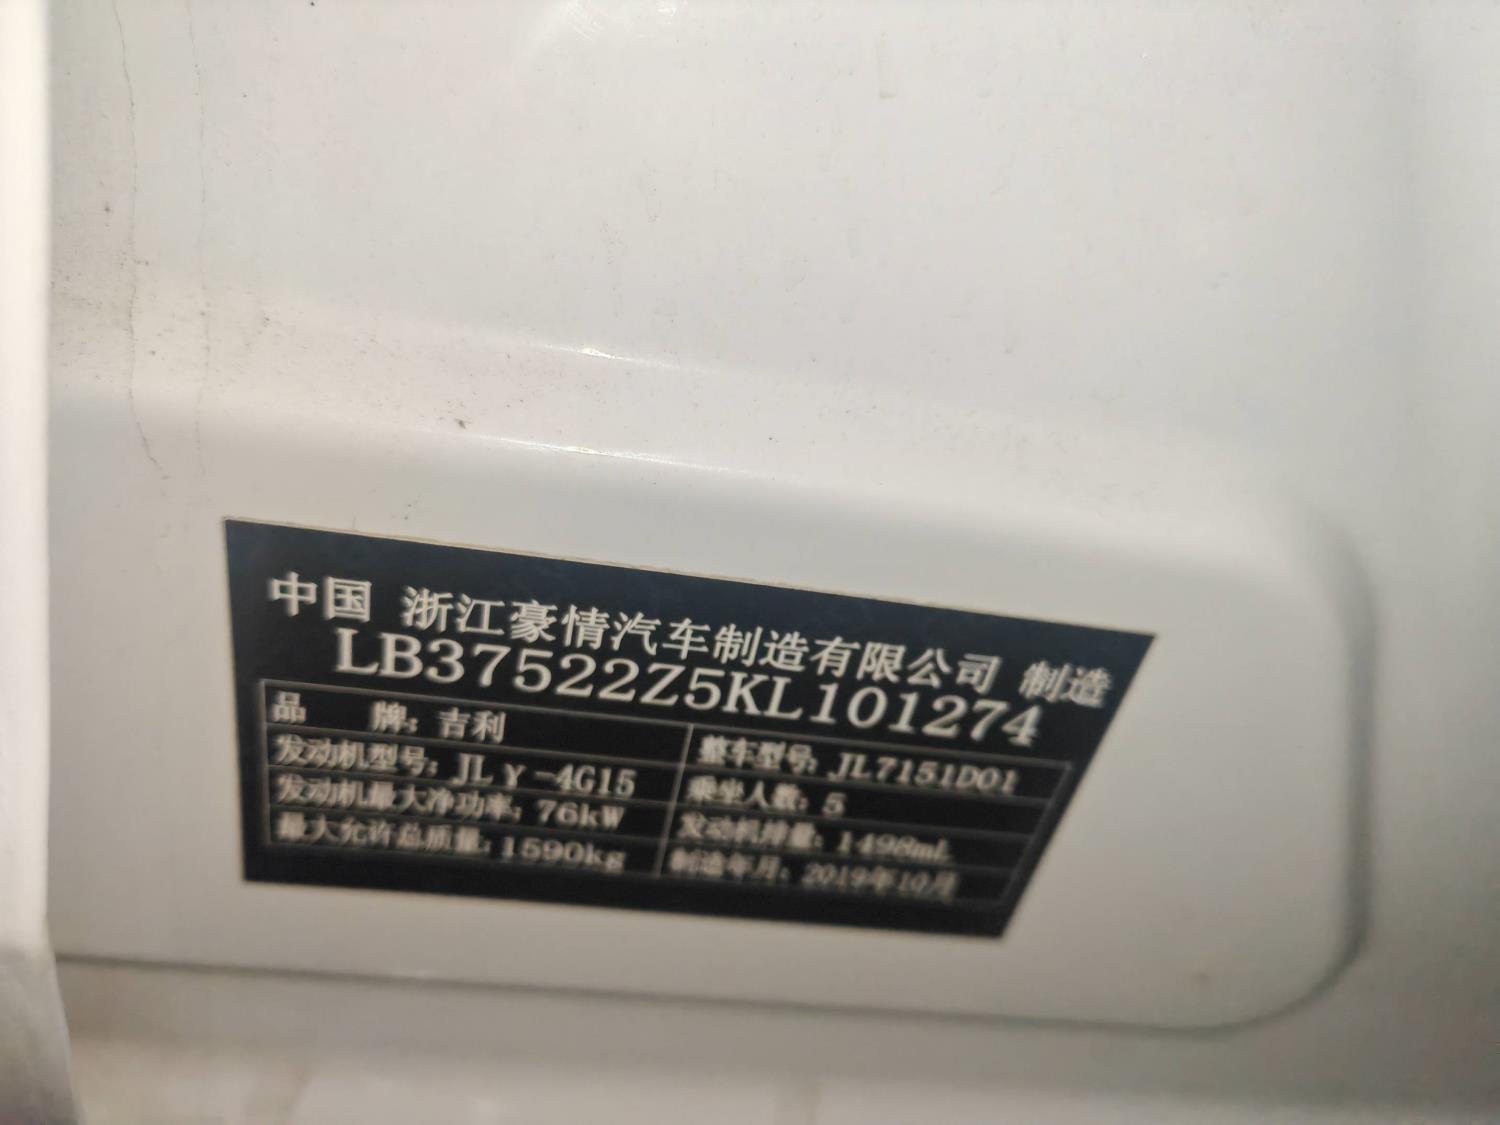 中国 浙江豪情汽车制造有限公司 制造
LB37522Z5KL101274
品 牌: 吉利 整车型号: JL7151D01
发动机型号: JLγ-4G15 乘坐人数: 5
发动机最大净功率: 76kW 发动机排量: 1498mL
最大允许总质量: 1590kg 制造年月: 2019年10月